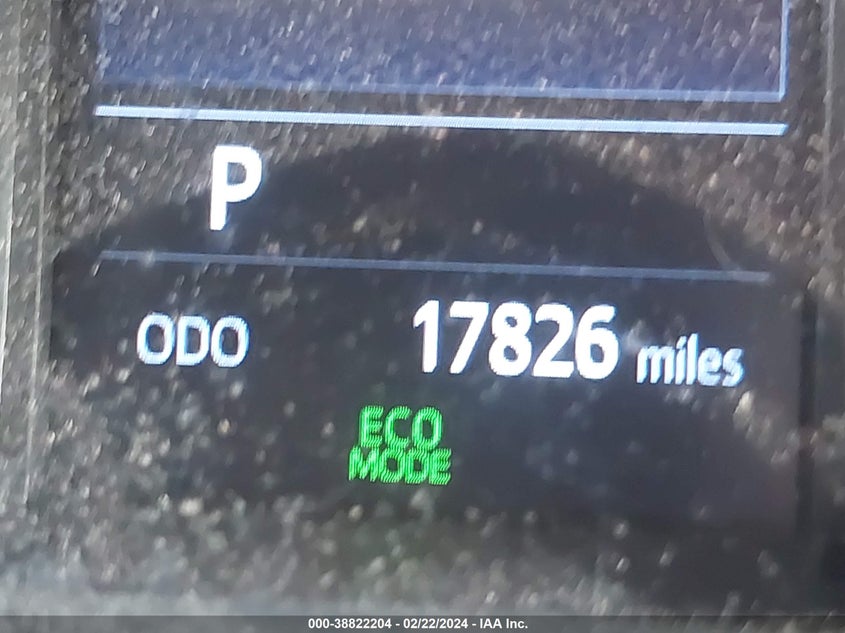 P
ODO 17826 miles
ECO
MODE
000-38822204 - 02/22/2024 - IAA Inc.